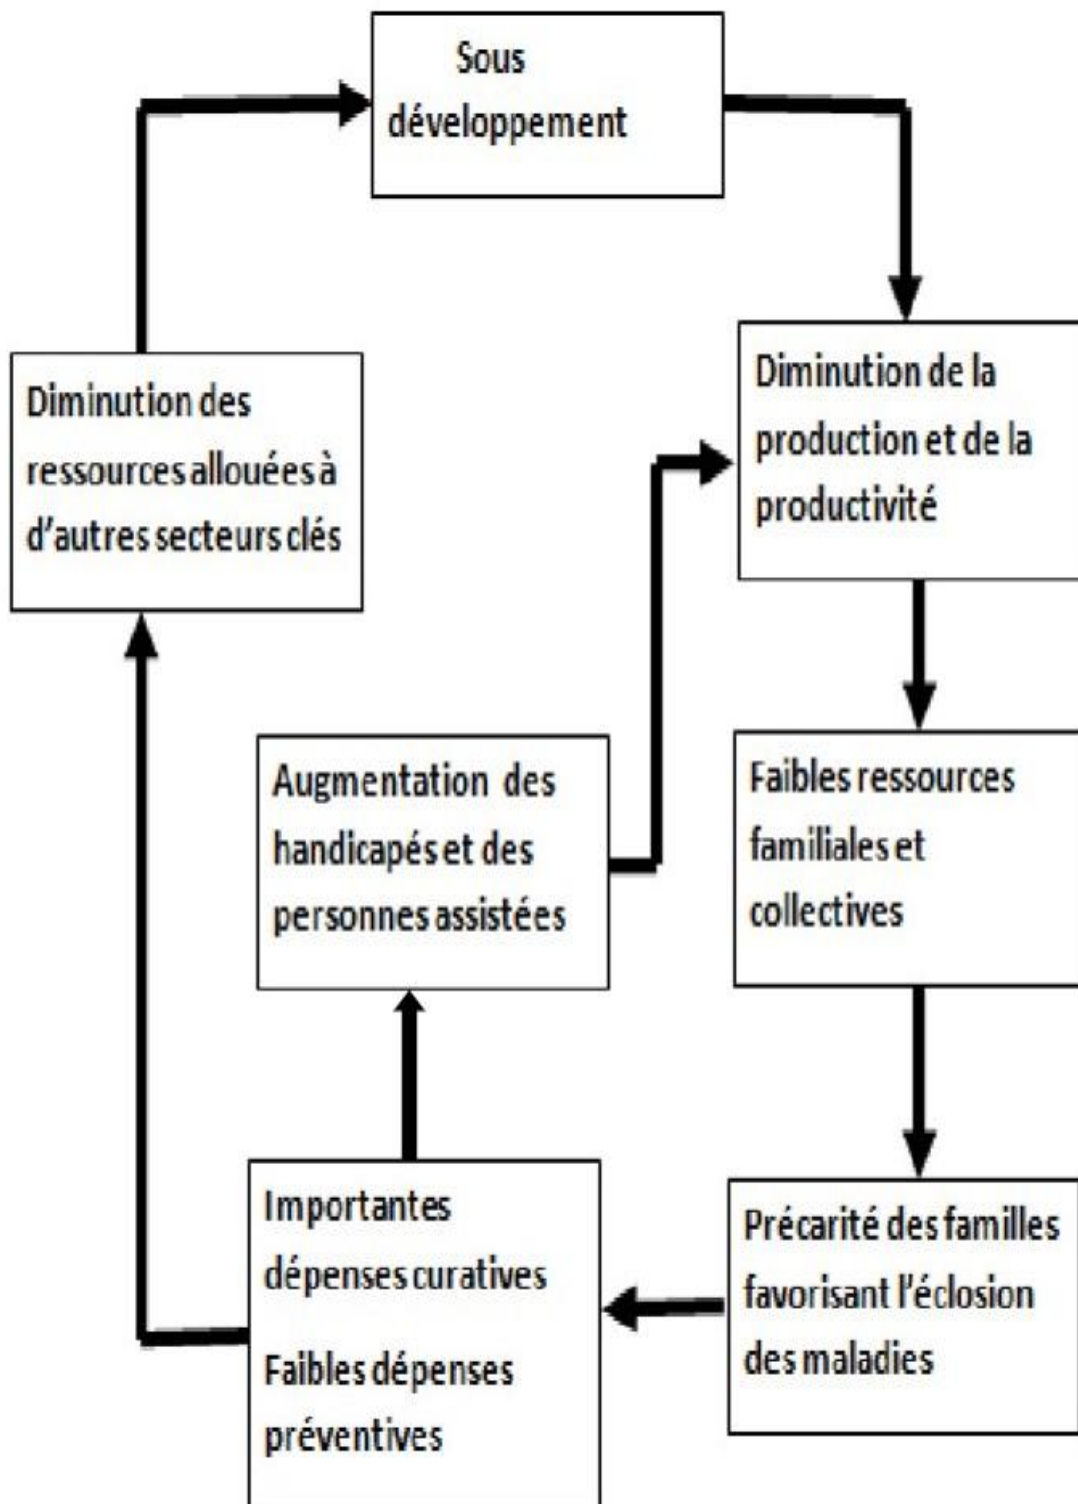 Sous
développement
Diminution de la
production et de la
productivité
Diminution des
ressources allouées à
d'autres secteurs clés
Augmentation des
handicapés et des
personnes assistées
Faibles ressources
familiales et
collectives
Importantes
dépenses curatives
Faibles dépenses
préventives
Précarité des familles
favorisant l'éclosion
des maladies